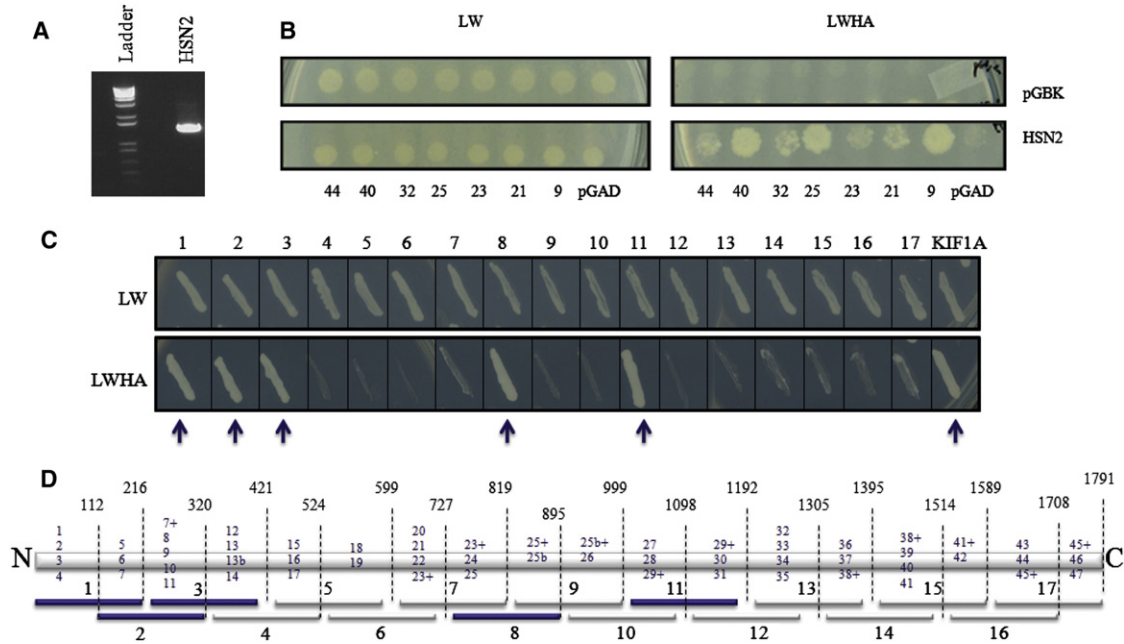 A
Ladder
HSN2
B
LW
LWHA
pGBK
HSN2
44 40 32 25 23 21 9 pGAD
44 40 32 25 23 21 9 pGAD
C
1 2 3 4 5 6 7 8 9 10 11 12 13 14 15 16 17 KIF1A
LW
LWHA
D
112 216 320 421 524 599 727 819 895 999 1098 1192 1305 1395 1514 1589 1708 1791
N
1 2 3 4
5 6 7
7+ 8 9 10 11
12 13 13b 14
15 16 17
18 19
20 21 22 23+
23+ 24 25
25+ 25b
25b+ 26
27 28 29+
29+ 30 31
32 33 34 35
36 37 38+
38+ 39 40 41
41+ 42
43 44 45+
45+ 46 47
C
1 3 5 7 9 11 13 15 17
2 4 6 8 10 12 14 16